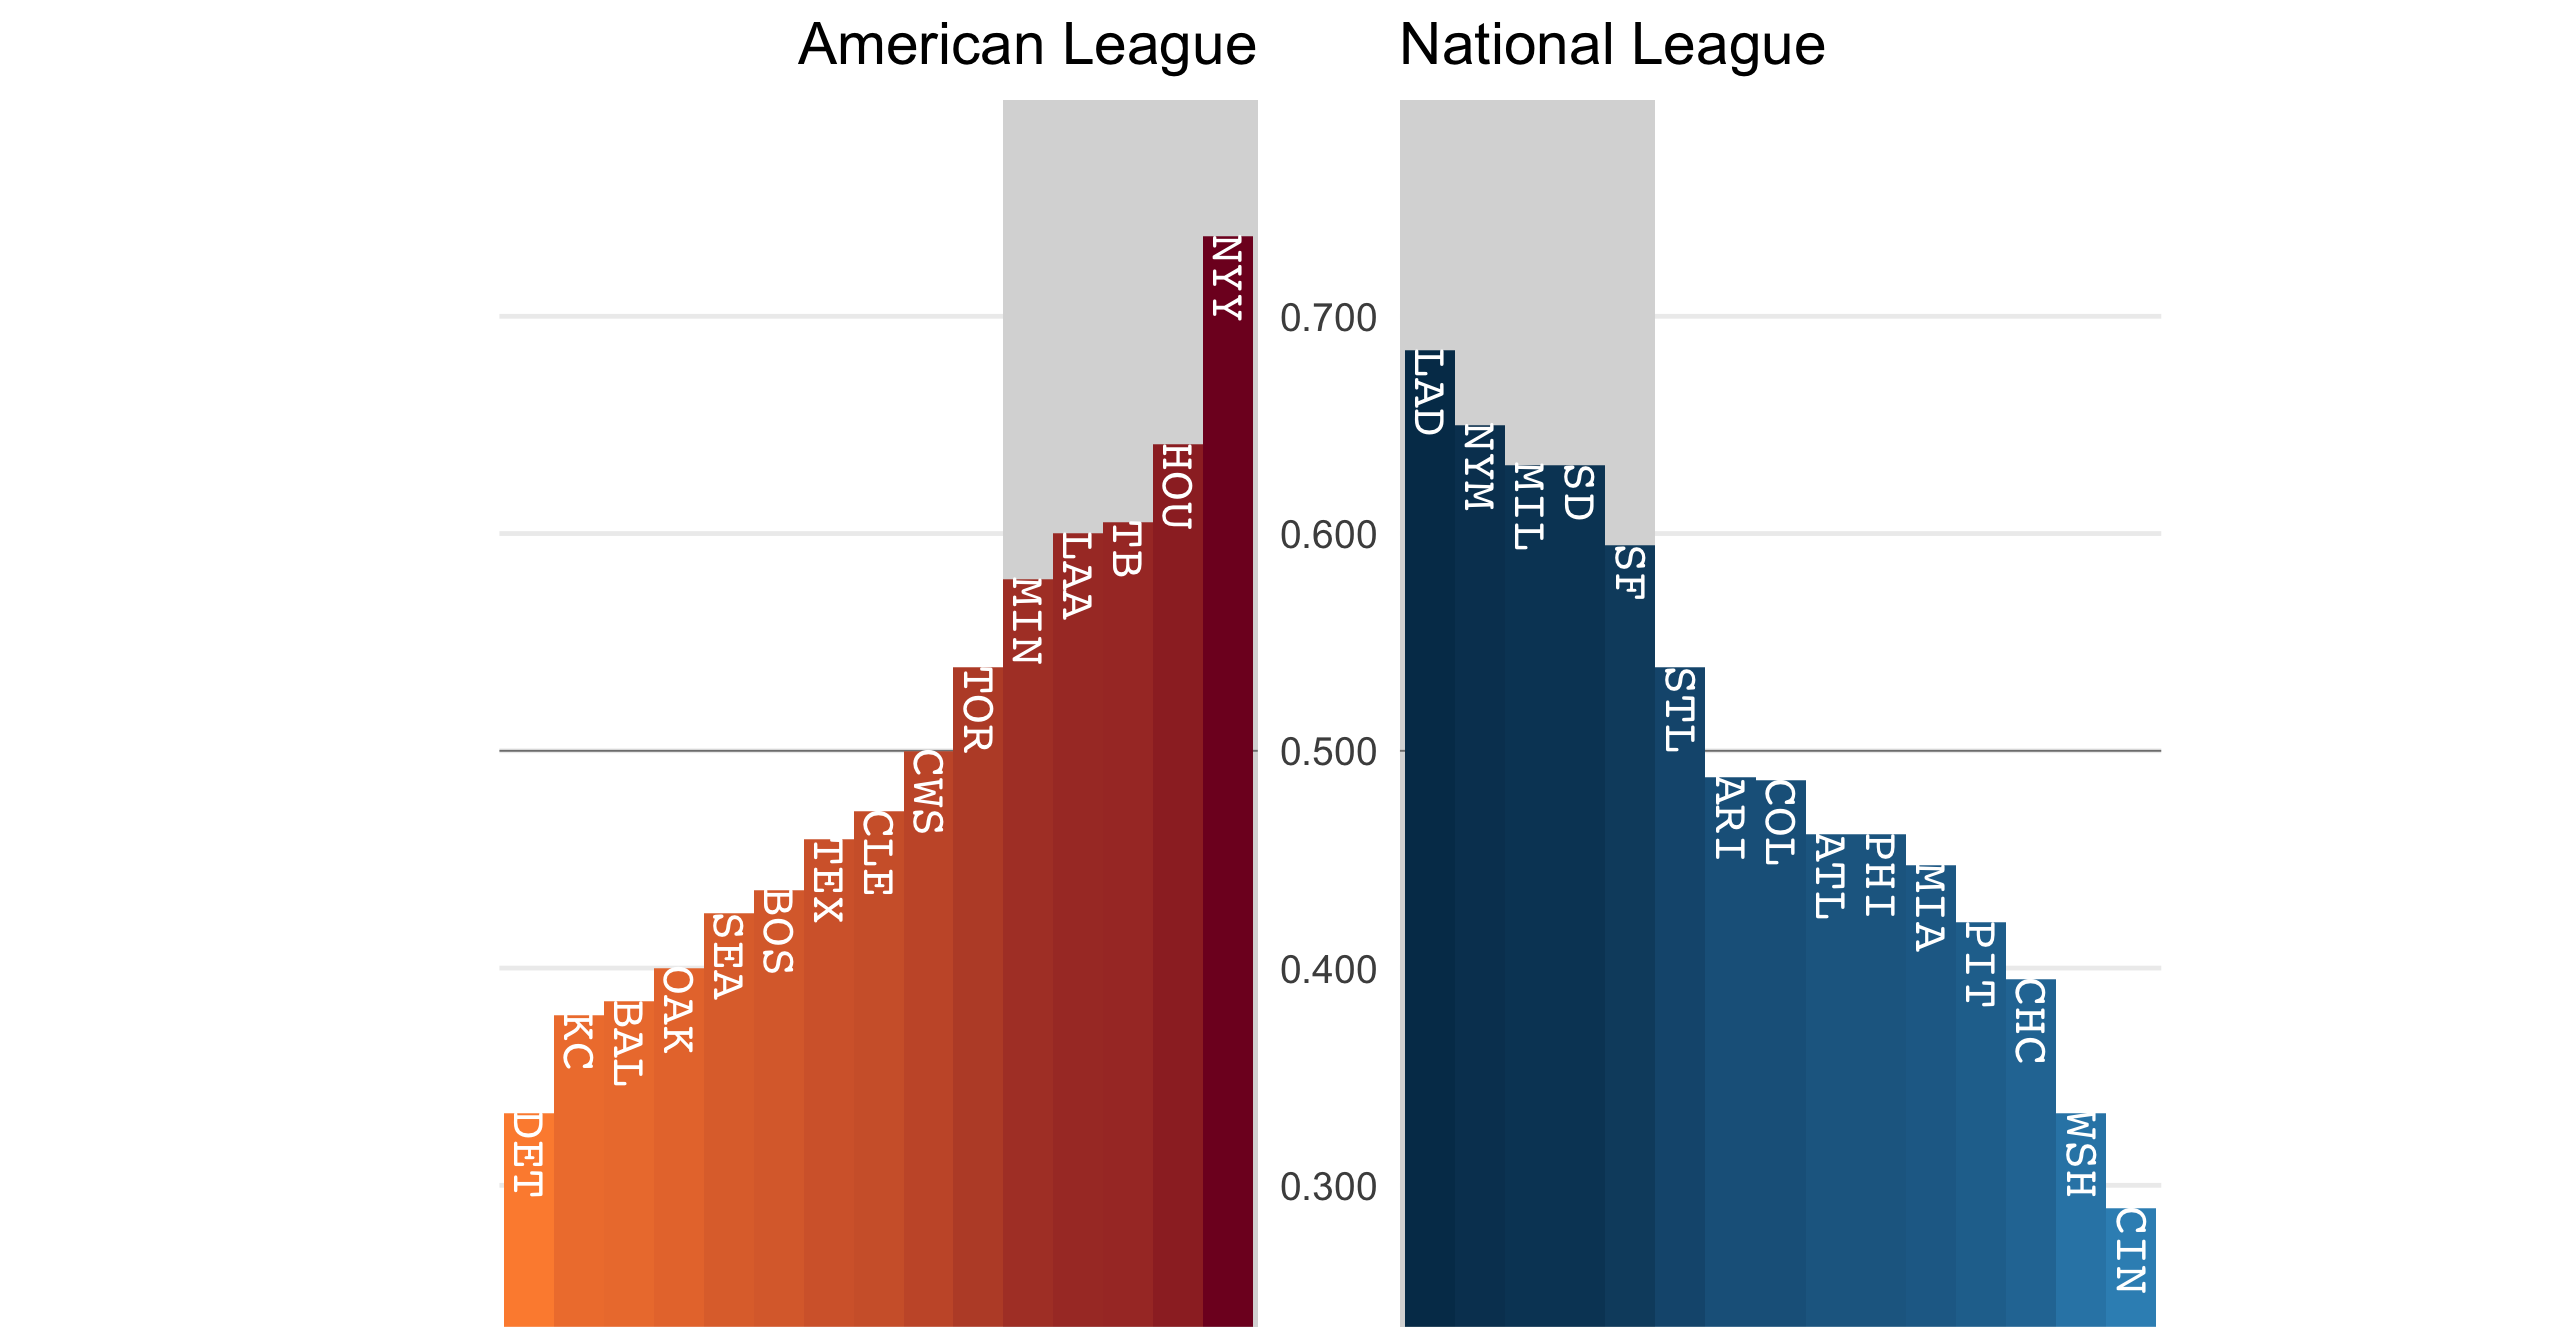 American League
National League
0.700
0.600
0.500
0.400
0.300
DET
KC
BAL
OAK
SEA
BOS
TEX
CLE
CWS
TOR
MIN
LAA
TB
HOU
NYY
LAD
NYM
MIL
SD
SF
STL
ARI
COL
ATL
PHI
MIA
PIT
CHC
WSH
CIN